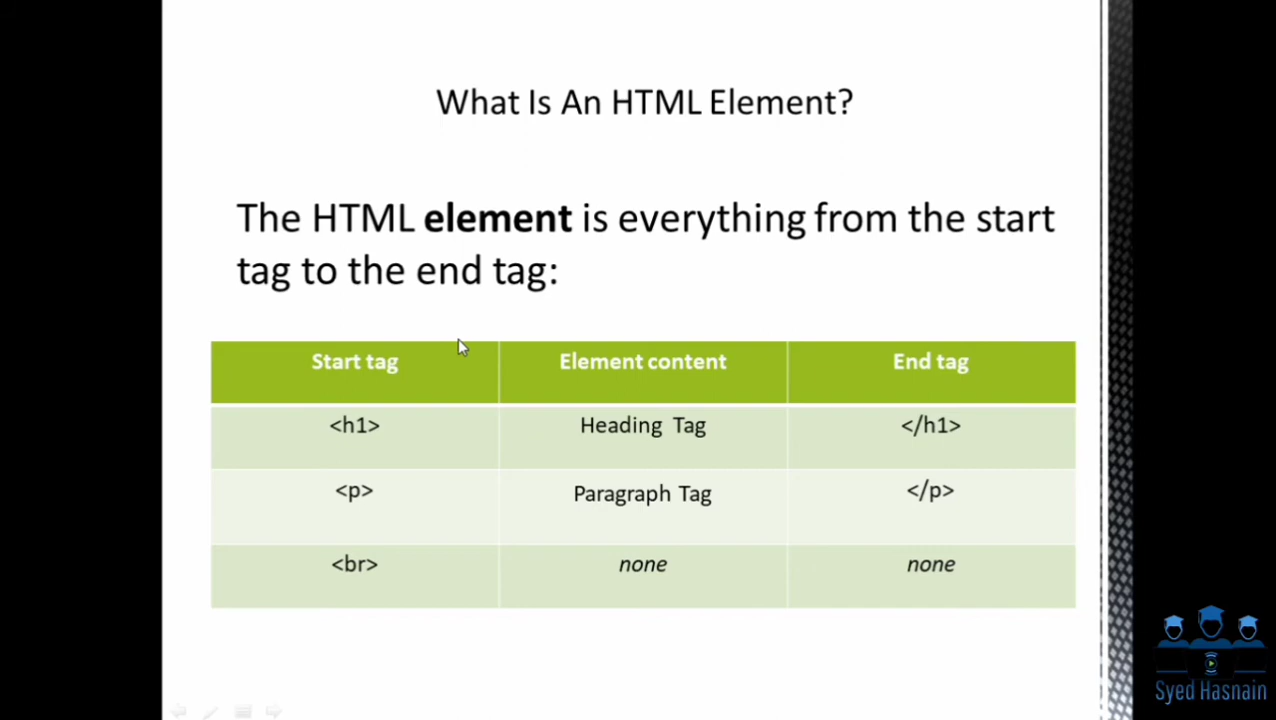 What Is An HTML Element?
The HTML element is everything from the start
tag to the end tag:
Start tag Element content End tag
<h1> Heading Tag </h1>
<p> Paragraph Tag </p>
<br> none none
Syed Hasnain